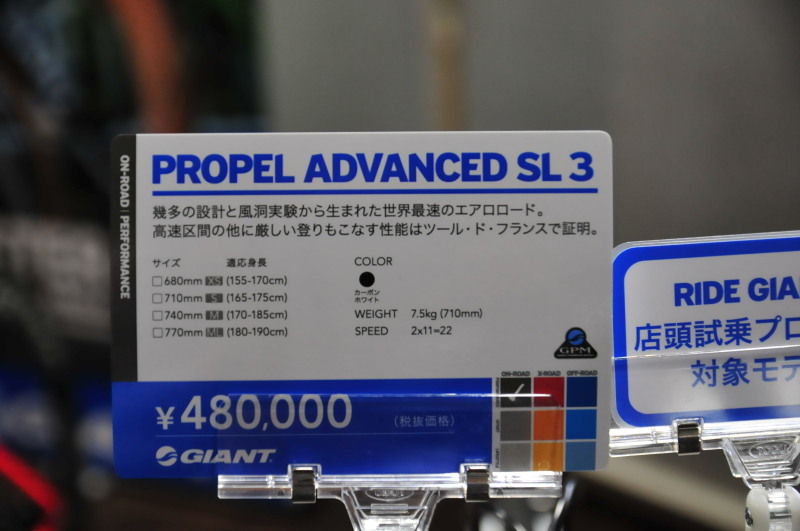 ON-ROAD | PERFORMANCE
PROPEL ADVANCED SL 3
幾多の設計と風洞実験から生まれた世界最速のエアロロード。
高速区間の他に厳しい登りもこなす性能はツール・ド・フランスで証明。
サイズ 適応身長
680mm XS (155-170cm)
710mm S (165-175cm)
740mm M (170-185cm)
770mm ML (180-190cm)
COLOR
カーボン
ホワイト
WEIGHT 7.5kg (710mm)
SPEED 2x11=22
GPM
ON-ROAD X-ROAD OFF-ROAD
¥480,000 (税抜価格)
GIANT
RIDE GIA
店頭試乗プロ
対象モデ